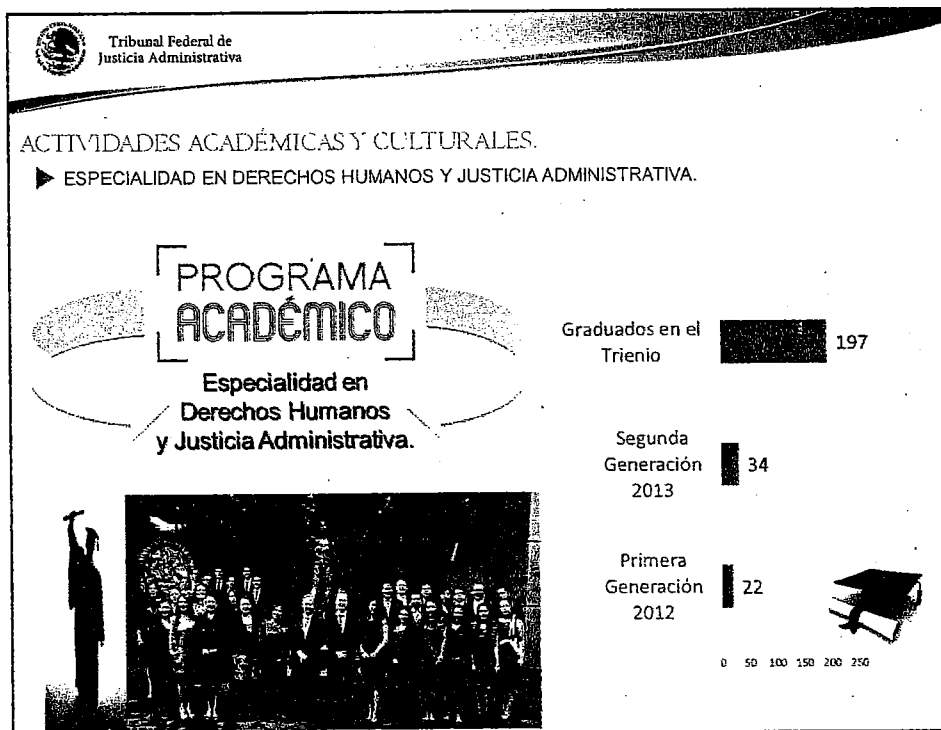 Tribunal Federal de
Justicia Administrativa
ACTIVIDADES ACADÉMICAS Y CULTURALES.
ESPECIALIDAD EN DERECHOS HUMANOS Y JUSTICIA ADMINISTRATIVA.
PROGRAMA
ACADÉMICO
Especialidad en
Derechos Humanos
y Justicia Administrativa.
Graduados en el
Trienio
197
Segunda
Generación
2013
34
Primera
Generación
2012
22
0 50 100 150 200 250